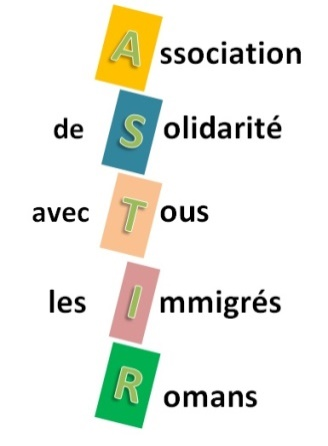 Association
de Solidarité
avec Tous
les Immigrés
Romans